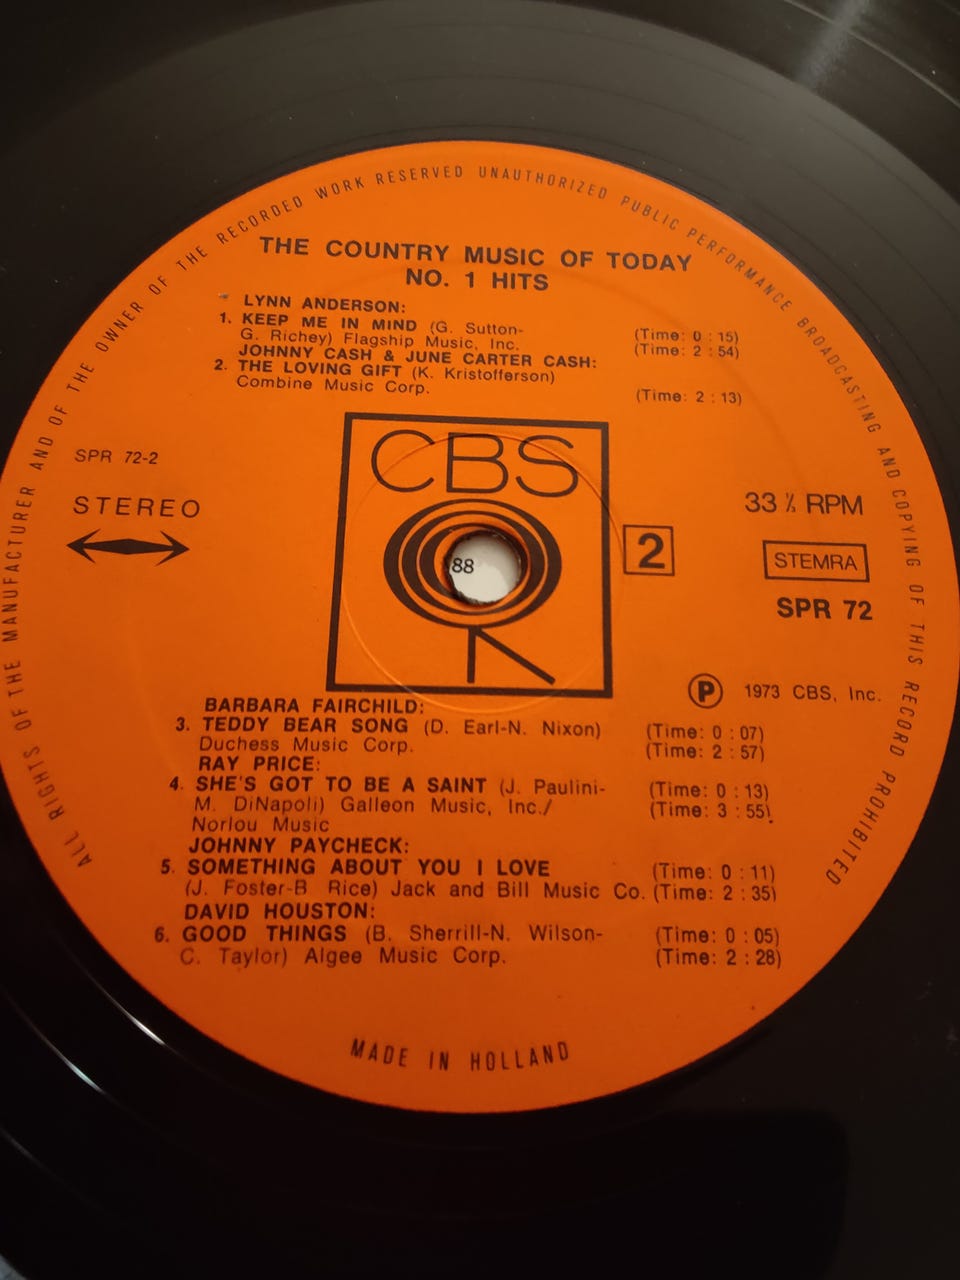 ALL RIGHTS OF THE MANUFACTURER AND OF THE OWNER OF THE RECORDED WORK RESERVED UNAUTHORIZED PUBLIC PERFORMANCE BROADCASTING AND COPYING OF THIS RECORD PROHIBITED
THE COUNTRY MUSIC OF TODAY
NO. 1 HITS
LYNN ANDERSON:
1. KEEP ME IN MIND (G. Sutton- (Time: 0 : 15)
G. Richey) Flagship Music, Inc. (Time: 2 : 54)
JOHNNY CASH & JUNE CARTER CASH:
2. THE LOVING GIFT (K. Kristofferson)
Combine Music Corp. (Time: 2 : 13)
CBS
SPR 72-2
STEREO
33 ⅓ RPM
2
STEMRA
88
SPR 72
Ⓟ 1973 CBS, Inc.
BARBARA FAIRCHILD:
3. TEDDY BEAR SONG (D. Earl-N. Nixon) (Time: 0 : 07)
Duchess Music Corp. (Time: 2 : 57)
RAY PRICE:
4. SHE'S GOT TO BE A SAINT (J. Paulini- (Time: 0 : 13)
M. DiNapoli) Galleon Music, Inc./ (Time: 3 : 55)
Norlou Music
JOHNNY PAYCHECK:
5. SOMETHING ABOUT YOU I LOVE (Time: 0 : 11)
(J. Foster-B Rice) Jack and Bill Music Co. (Time: 2 : 35)
DAVID HOUSTON:
6. GOOD THINGS (B. Sherrill-N. Wilson- (Time: 0 : 05)
C. Taylor) Algee Music Corp. (Time: 2 : 28)
MADE IN HOLLAND